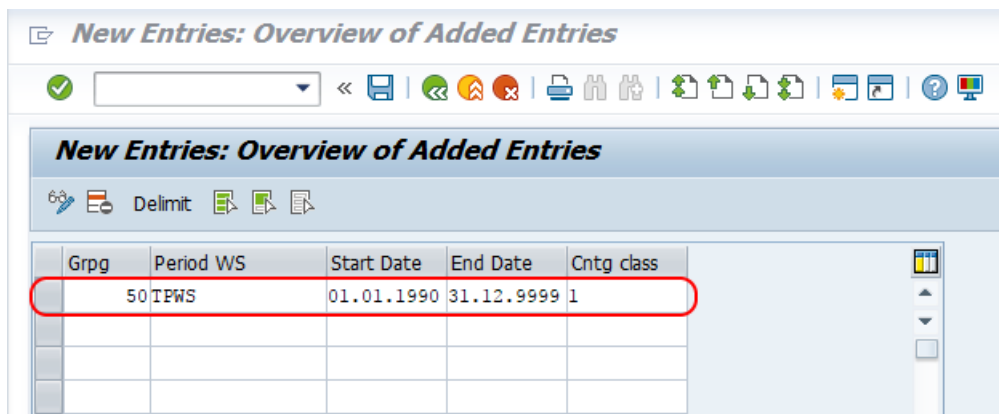 New Entries: Overview of Added Entries
New Entries: Overview of Added Entries
Delimit
Grpg Period WS Start Date End Date Cntg class
50 TPWS 01.01.1990 31.12.9999 1